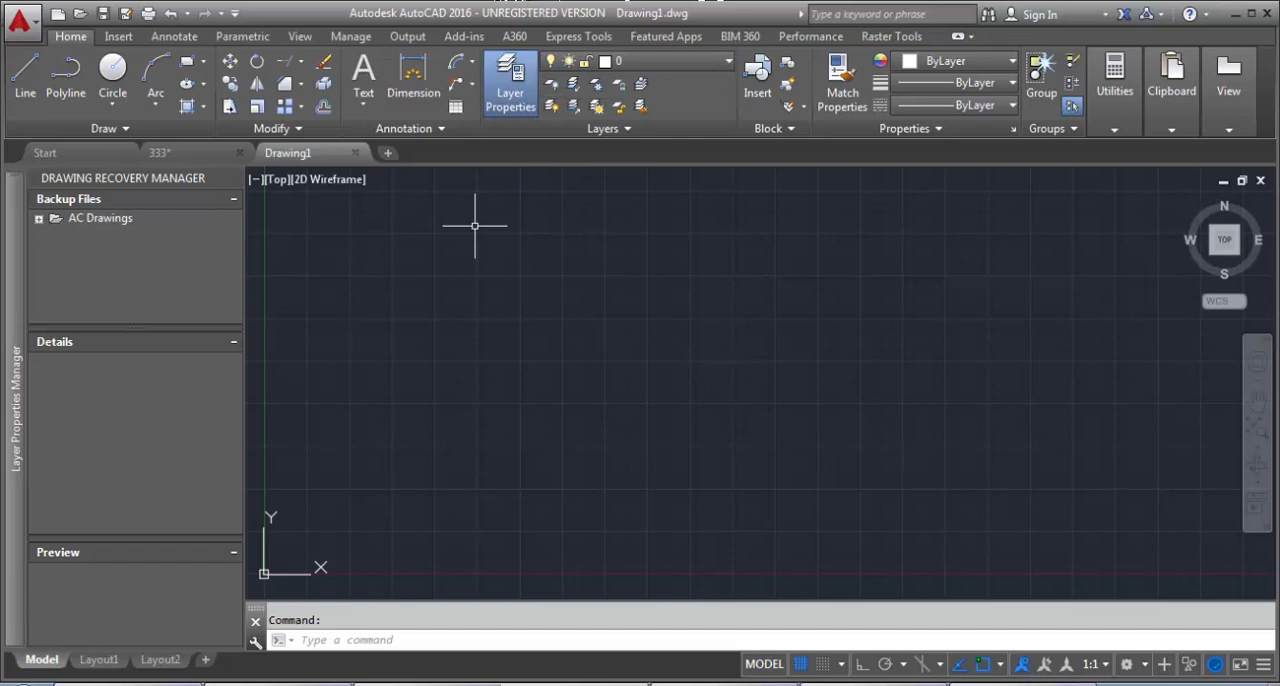 Autodesk AutoCAD 2016 - UNREGISTERED VERSION Drawing1.dwg Type a keyword or phrase Sign In
Home Insert Annotate Parametric View Manage Output Add-ins A360 Express Tools Featured Apps BIM 360 Performance Raster Tools
Line Polyline Circle Arc Text Dimension Layer Properties 0 Insert Match Properties ByLayer ByLayer ByLayer Group Utilities Clipboard View
Draw Modify Annotation Layers Block Properties Groups
Start 333* Drawing1
DRAWING RECOVERY MANAGER
Backup Files
AC Drawings
Details
Preview
Layer Properties Manager
[−][Top][2D Wireframe]
N
W TOP E
S
WCS
Y
X
Command:
Type a command
Model Layout1 Layout2 MODEL 1:1